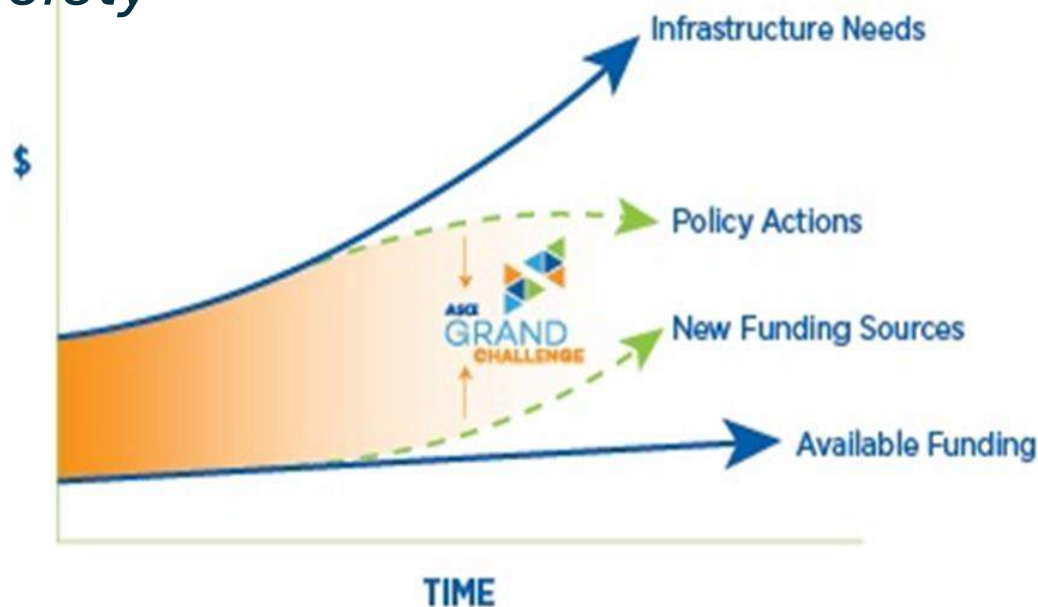 Infrastructure Needs
$
Policy Actions
ASCE
GRAND
CHALLENGE
New Funding Sources
Available Funding
TIME